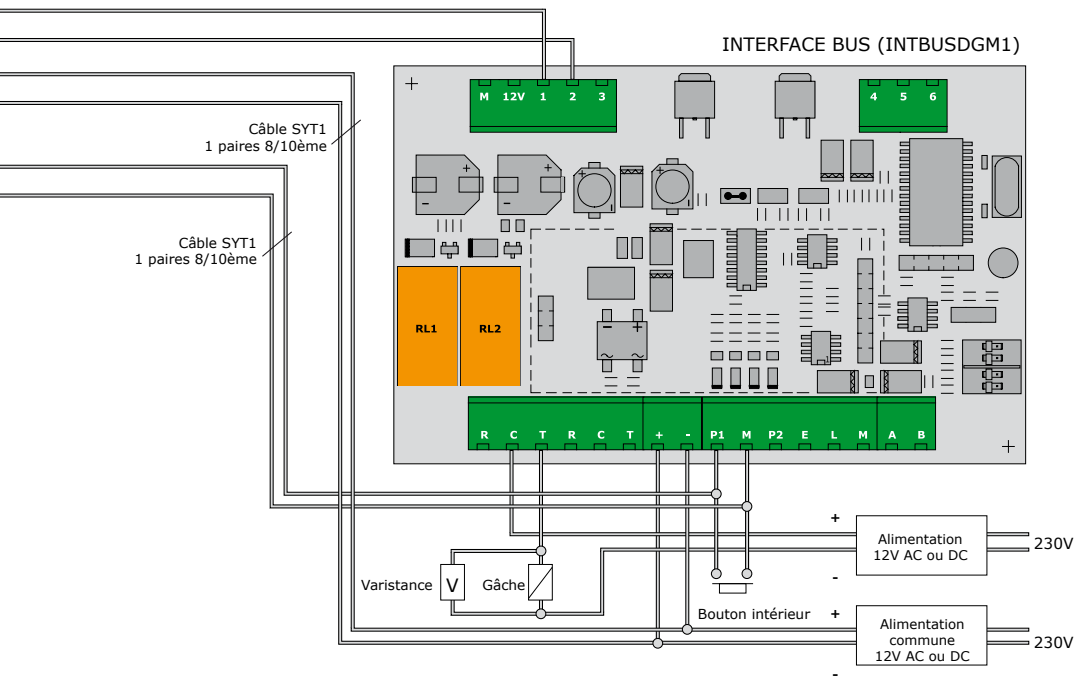 INTERFACE BUS (INTBUSDGM1)
M 12V 1 2 3
4 5 6
Câble SYT1
1 paires 8/10ème
Câble SYT1
1 paires 8/10ème
+
-
+
-
+
-
1
RL1
RL2
- +
~ ~
1
R C T R C T + - P1 M P2 E L M A B
+
Alimentation
12V AC ou DC
230V
-
Varistance
V
Gâche
Bouton intérieur
+
Alimentation
commune
12V AC ou DC
230V
-